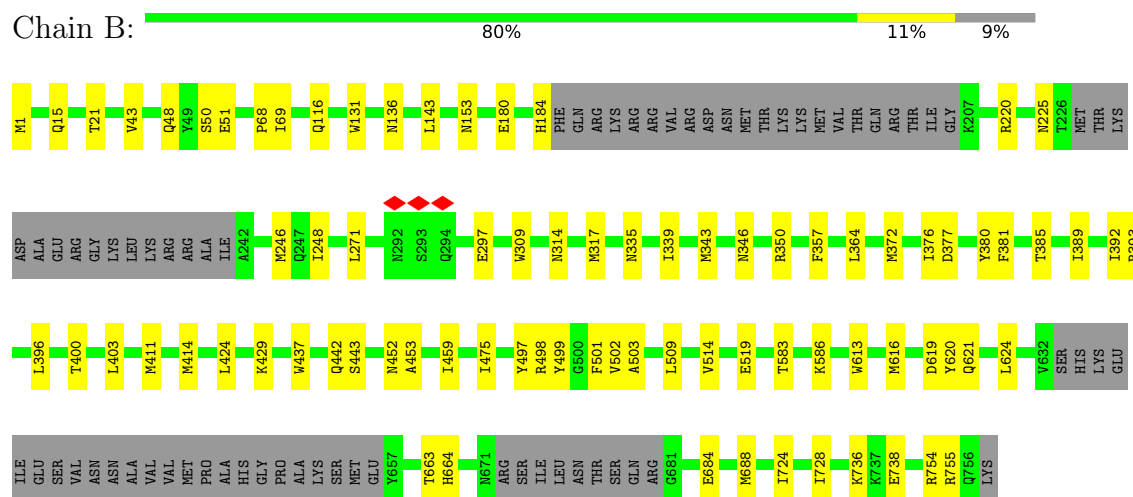 Chain B:
80% 11% 9%
M1 Q15 T21 V43 Q48 Y49 S50 E51 P68 I69 Q116 W131 N136 L143 N153 E180 H184 PHE GLN ARG LYS ARG ARG VAL ARG ASP ASN MET THR LYS LYS MET VAL THR GLN ARG THR ILE GLY K207 R220 N225 T226 MET THR LYS
ASP ALA GLU ARG GLY LYS LEU LYS ARG ARG ALA ILE A242 M246 Q247 I248 L271 N292 S293 Q294 E297 W309 N314 M317 N335 I339 M343 N346 R350 F357 L364 M372 I376 D377 Y380 F381 T385 I389 I392
L396 T400 L403 M411 M414 L424 K429 W437 Q442 S443 N452 A453 I459 I475 Y497 R498 Y499 G500 F501 V502 A503 L509 V514 E519 T583 K586 W613 M616 D619 Y620 Q621 L624 V632 SER HIS LYS GLU
ILE GLU SER VAL ASN ASN ALA VAL VAL MET PRO ALA HIS GLY PRO ALA LYS SER MET GLU Y657 T663 H664 N671 ARG SER ILE LEU ASN THR SER GLN ARG G681 E684 M688 I724 I728 K736 K737 E738 R754 R755 Q756 LYS